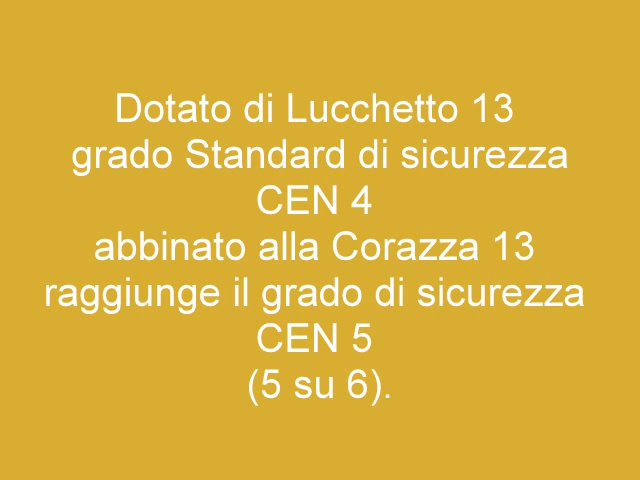 Dotato di Lucchetto 13
grado Standard di sicurezza
CEN 4
abbinato alla Corazza 13
raggiunge il grado di sicurezza
CEN 5
(5 su 6).